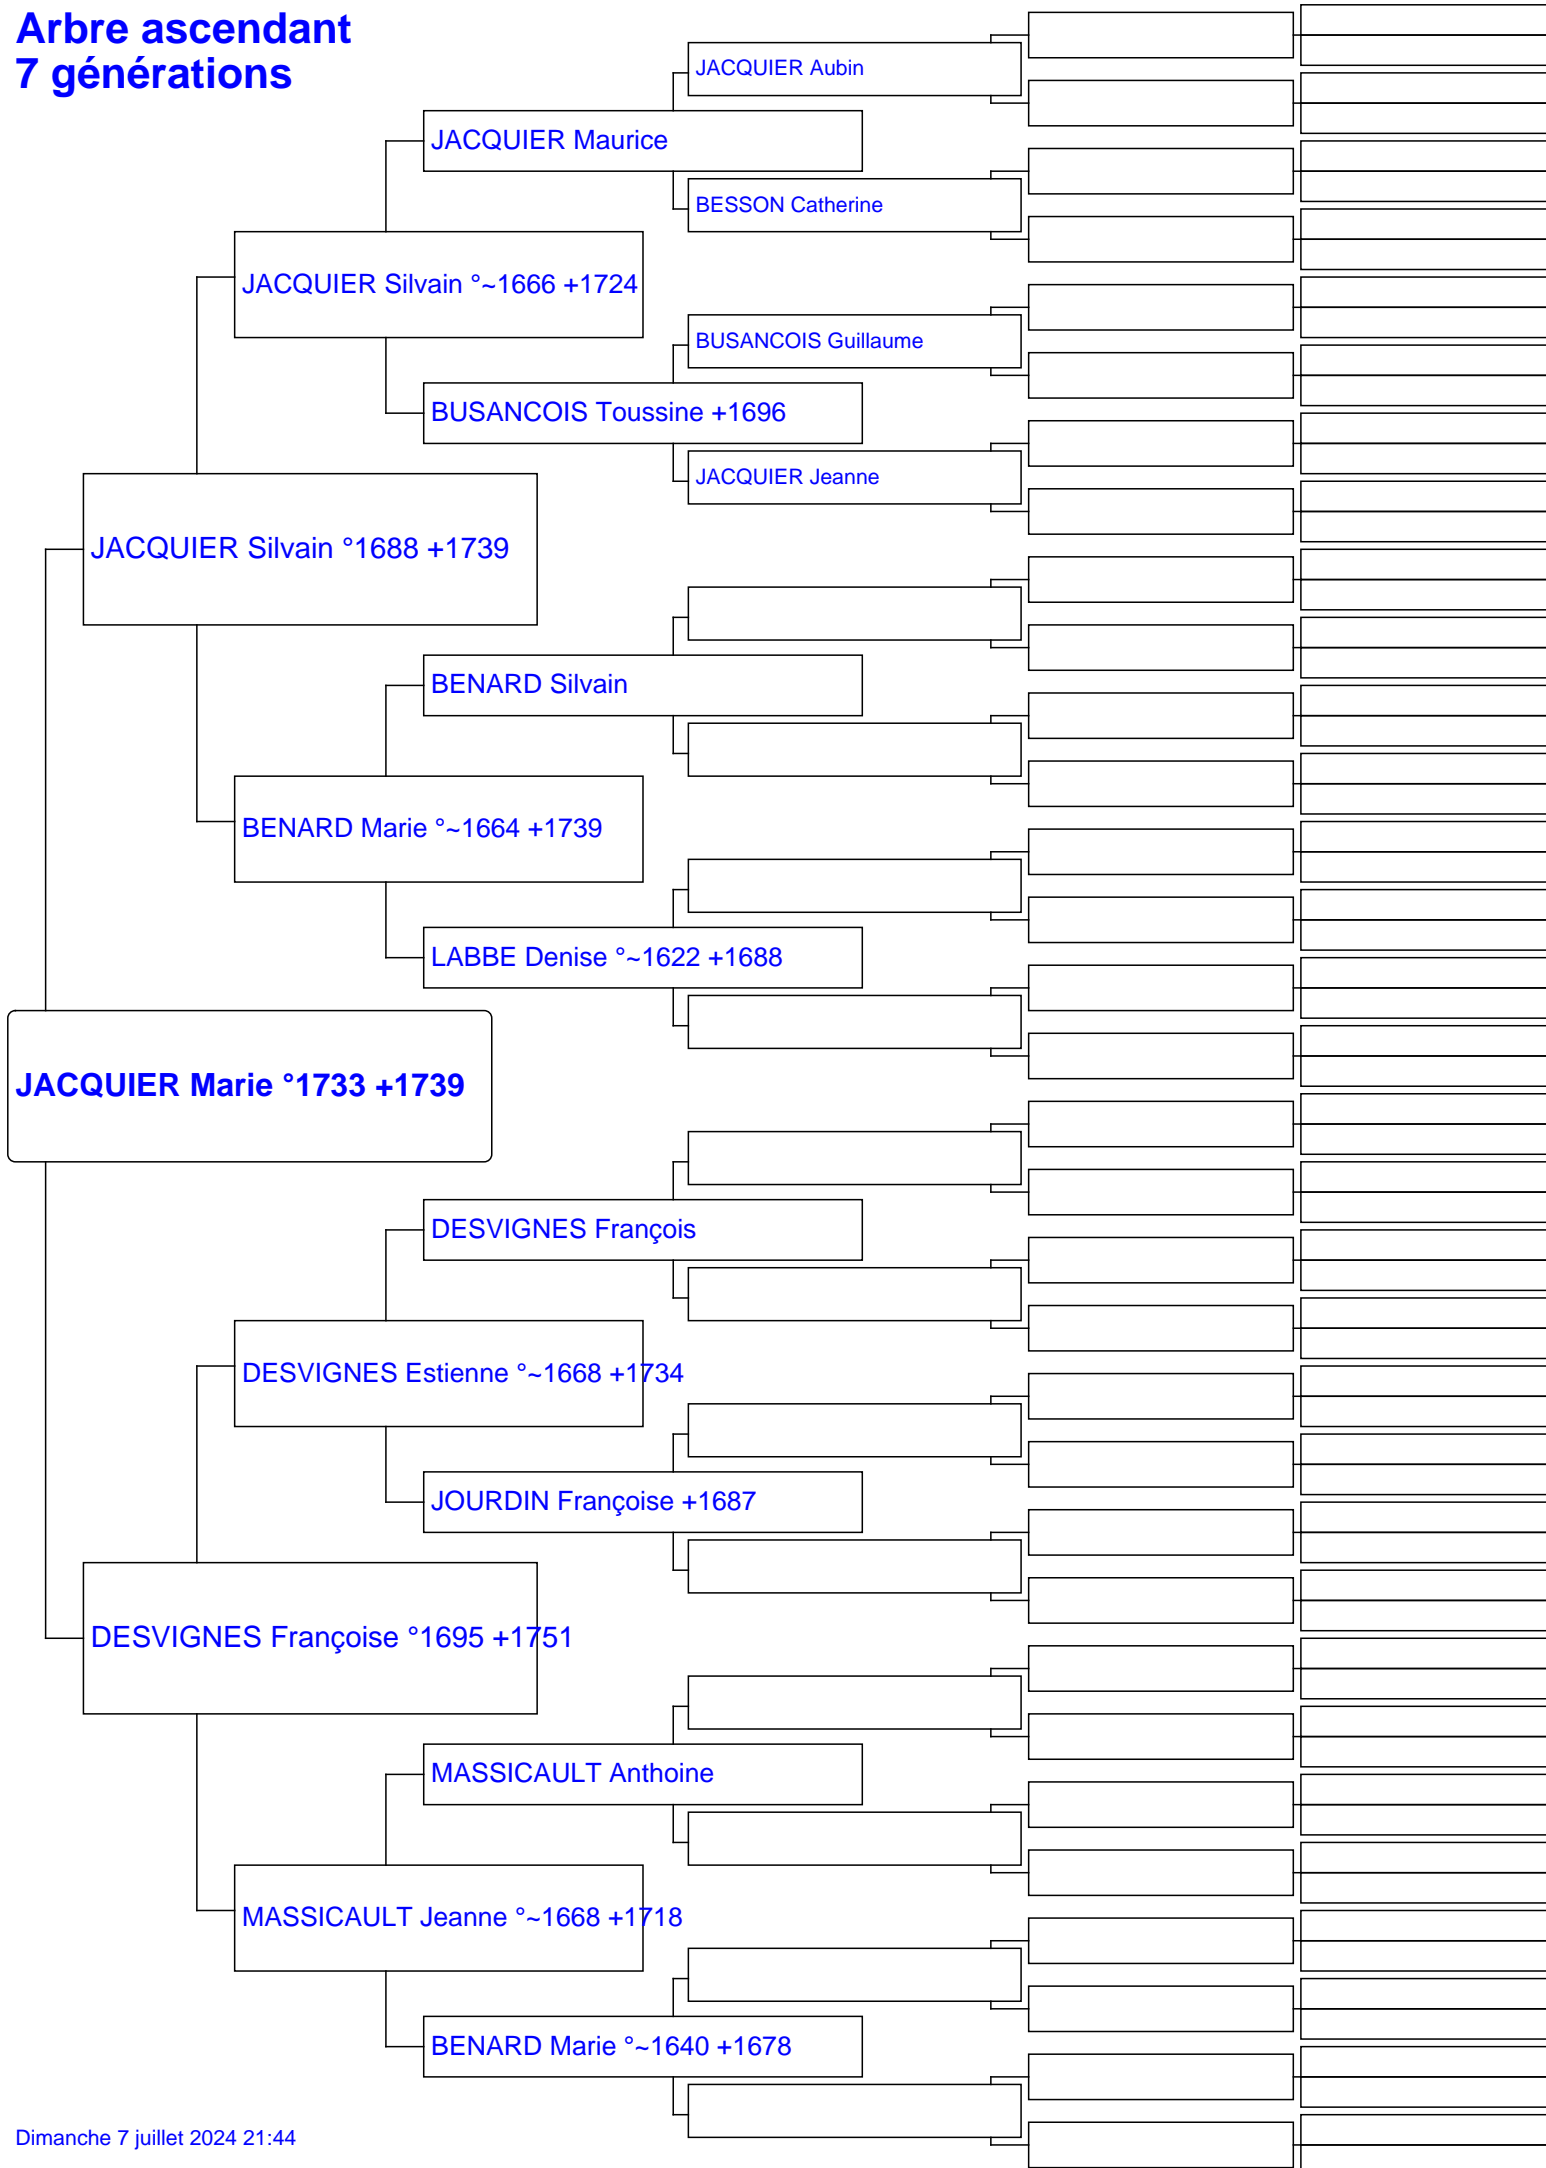 Arbre ascendant
7 générations
JACQUIER Aubin
JACQUIER Maurice
BESSON Catherine
JACQUIER Silvain °~1666 +1724
BUSANCOIS Guillaume
BUSANCOIS Toussine +1696
JACQUIER Jeanne
JACQUIER Silvain °1688 +1739
BENARD Silvain
BENARD Marie °~1664 +1739
LABBE Denise °~1622 +1688
JACQUIER Marie °1733 +1739
DESVIGNES François
DESVIGNES Estienne °~1668 +1734
JOURDIN Françoise +1687
DESVIGNES Françoise °1695 +1751
MASSICAULT Anthoine
MASSICAULT Jeanne °~1668 +1718
BENARD Marie °~1640 +1678
Dimanche 7 juillet 2024 21:44